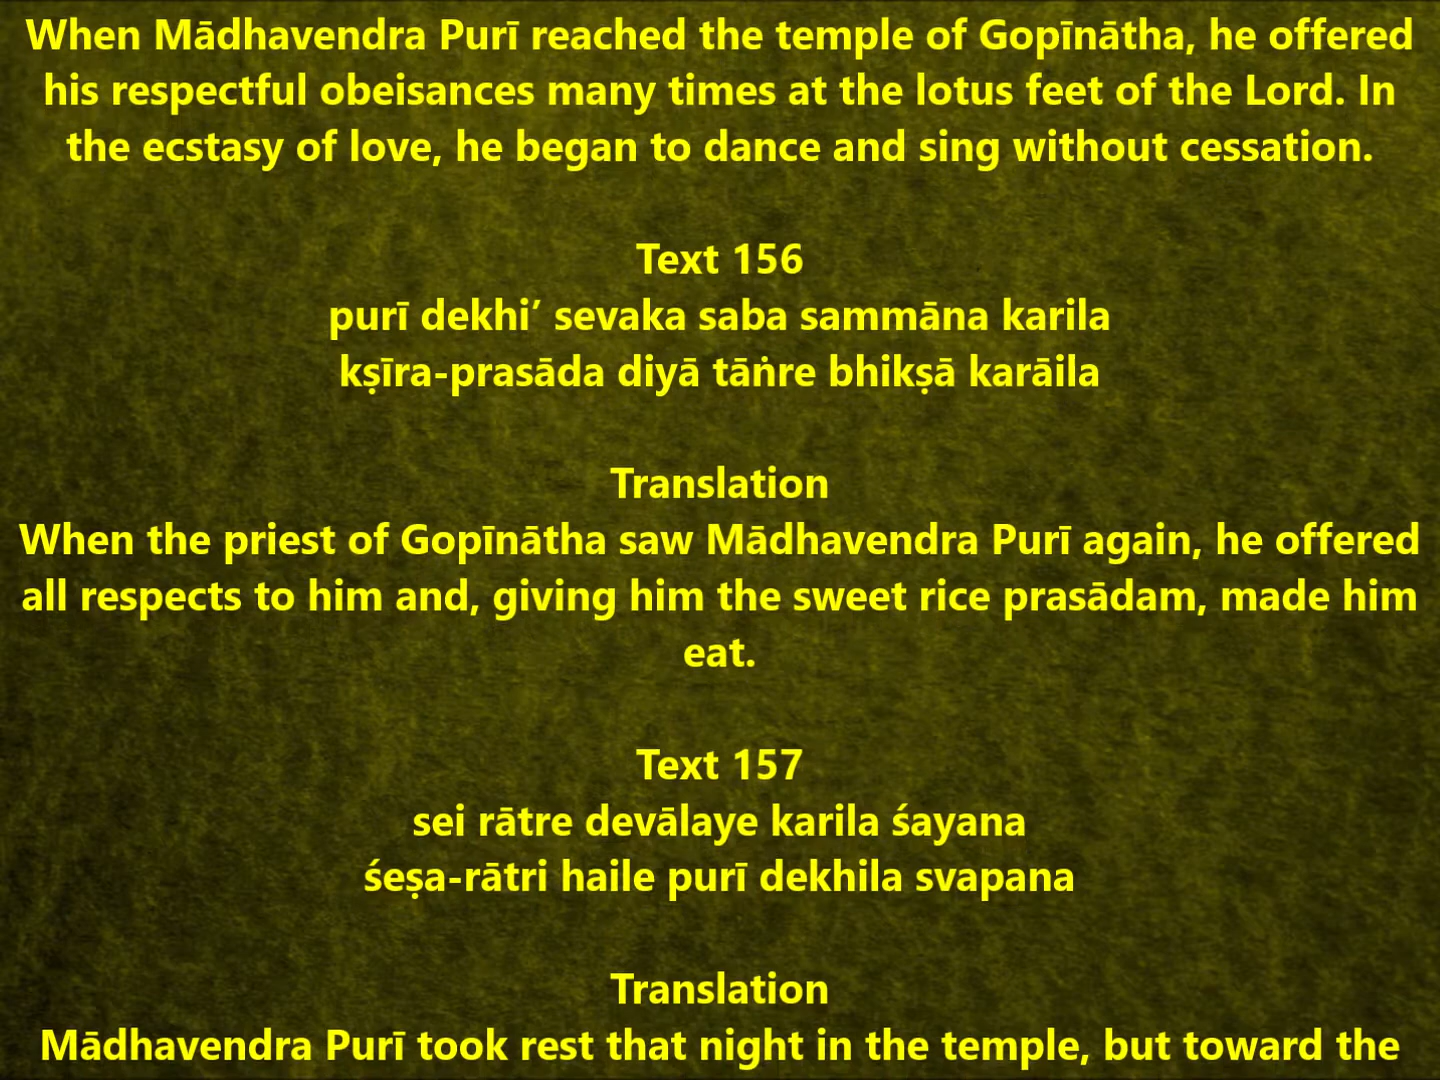 When Mādhavendra Purī reached the temple of Gopīnātha, he offered
his respectful obeisances many times at the lotus feet of the Lord. In
the ecstasy of love, he began to dance and sing without cessation.
Text 156
purī dekhi’ sevaka saba sammāna karila
kṣīra-prasāda diyā tāṅre bhikṣā karāila
Translation
When the priest of Gopīnātha saw Mādhavendra Purī again, he offered
all respects to him and, giving him the sweet rice prasādam, made him
eat.
Text 157
sei rātre devālaye karila śayana
śeṣa-rātri haile purī dekhila svapana
Translation
Mādhavendra Purī took rest that night in the temple, but toward the